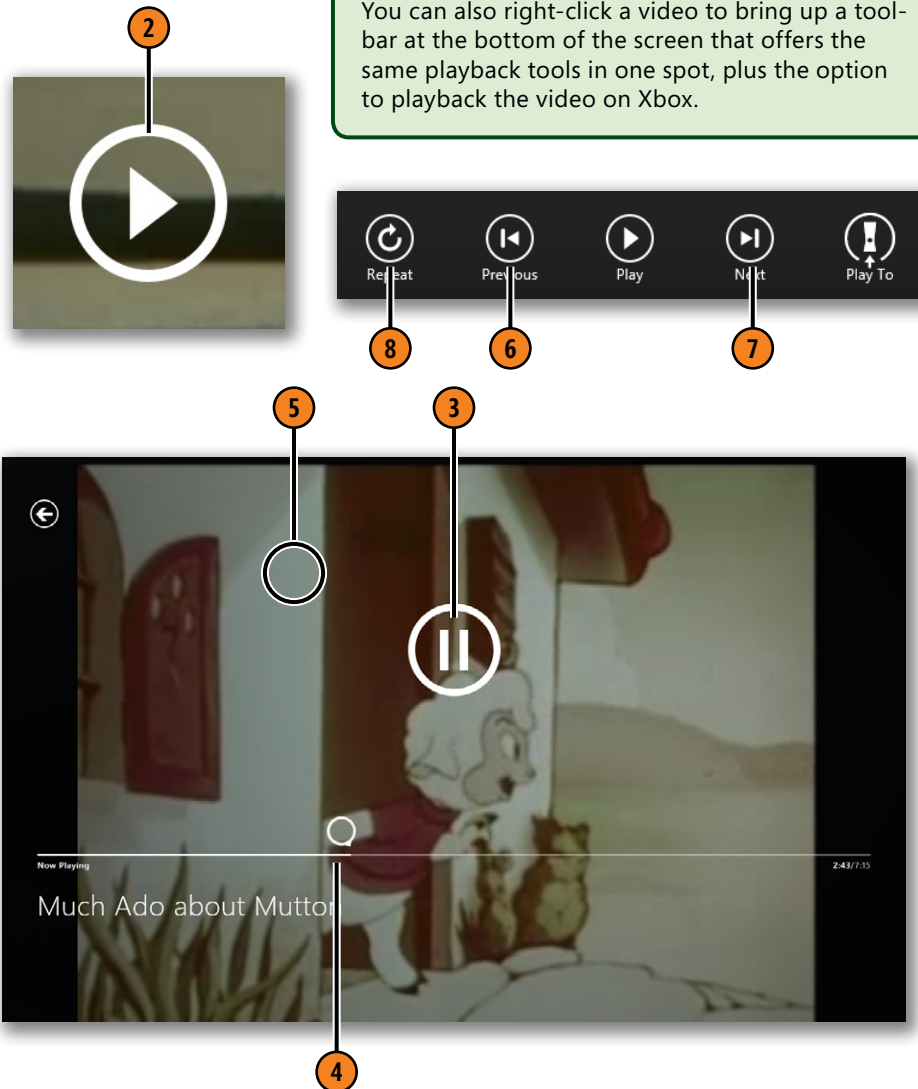 You can also right-click a video to bring up a tool-
bar at the bottom of the screen that offers the
same playback tools in one spot, plus the option
to playback the video on Xbox.
2
Repeat
Previous
Play
Next
Play To
8
6
7
5
3
Now Playing
2:43/7:15
Much Ado about Mutton
4